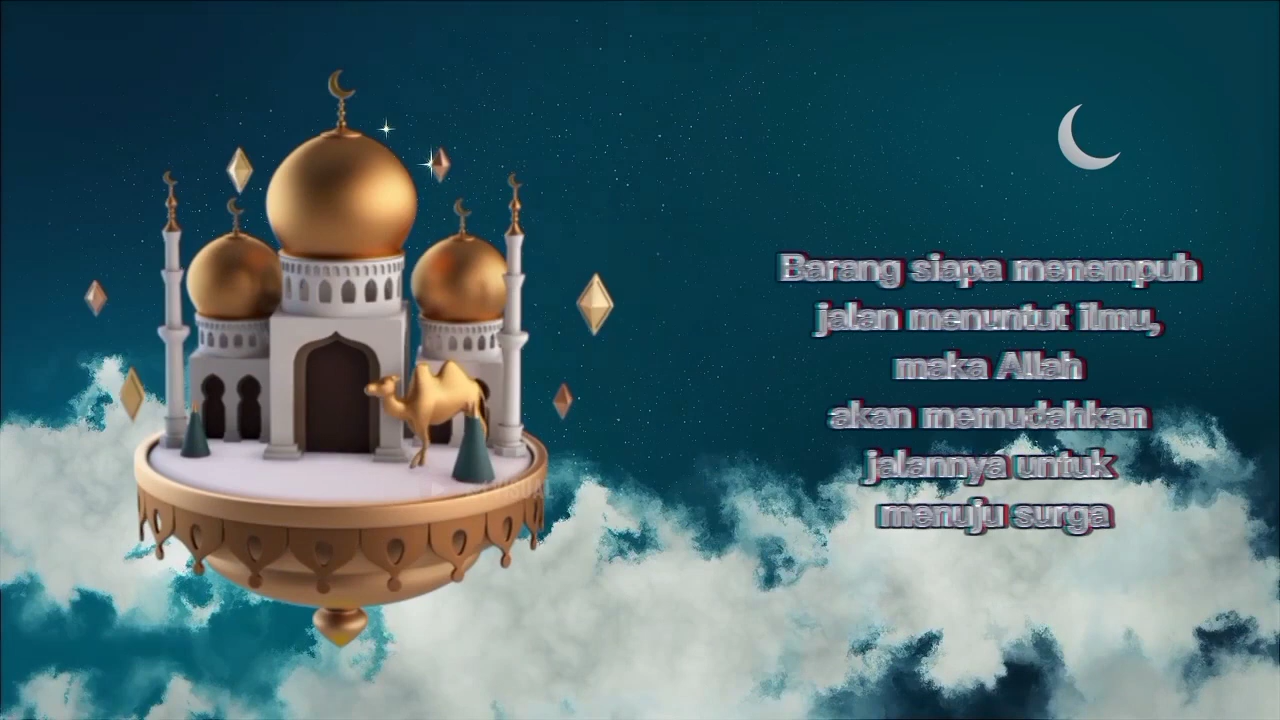 Barang siapa menempuh
jalan menuntut ilmu,
maka Allah
akan memudahkan
jalannya untuk
menuju surga